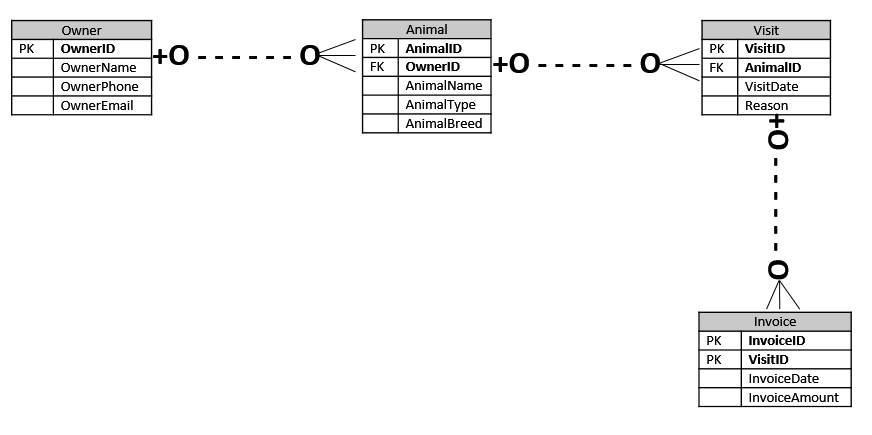 Owner
PK OwnerID
OwnerName
OwnerPhone
OwnerEmail
Animal
PK AnimalID
FK OwnerID
AnimalName
AnimalType
AnimalBreed
Visit
PK VisitID
FK AnimalID
VisitDate
Reason
Invoice
PK InvoiceID
PK VisitID
InvoiceDate
InvoiceAmount